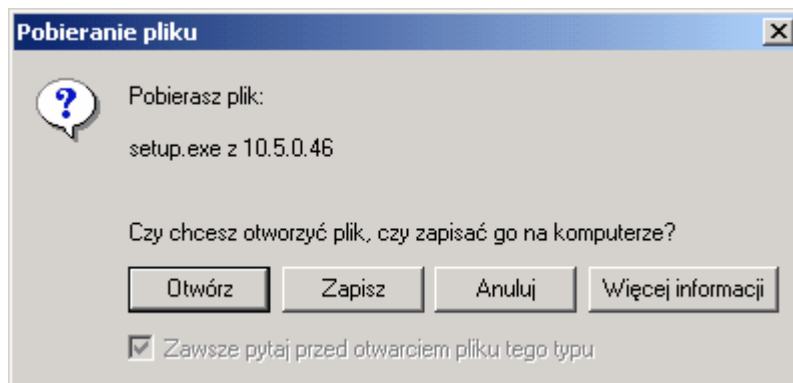 Pobieranie pliku
Pobierasz plik:
setup.exe z 10.5.0.46
Czy chcesz otworzyć plik, czy zapisać go na komputerze?
Otwórz Zapisz Anuluj Więcej informacji
Zawsze pytaj przed otwarciem pliku tego typu